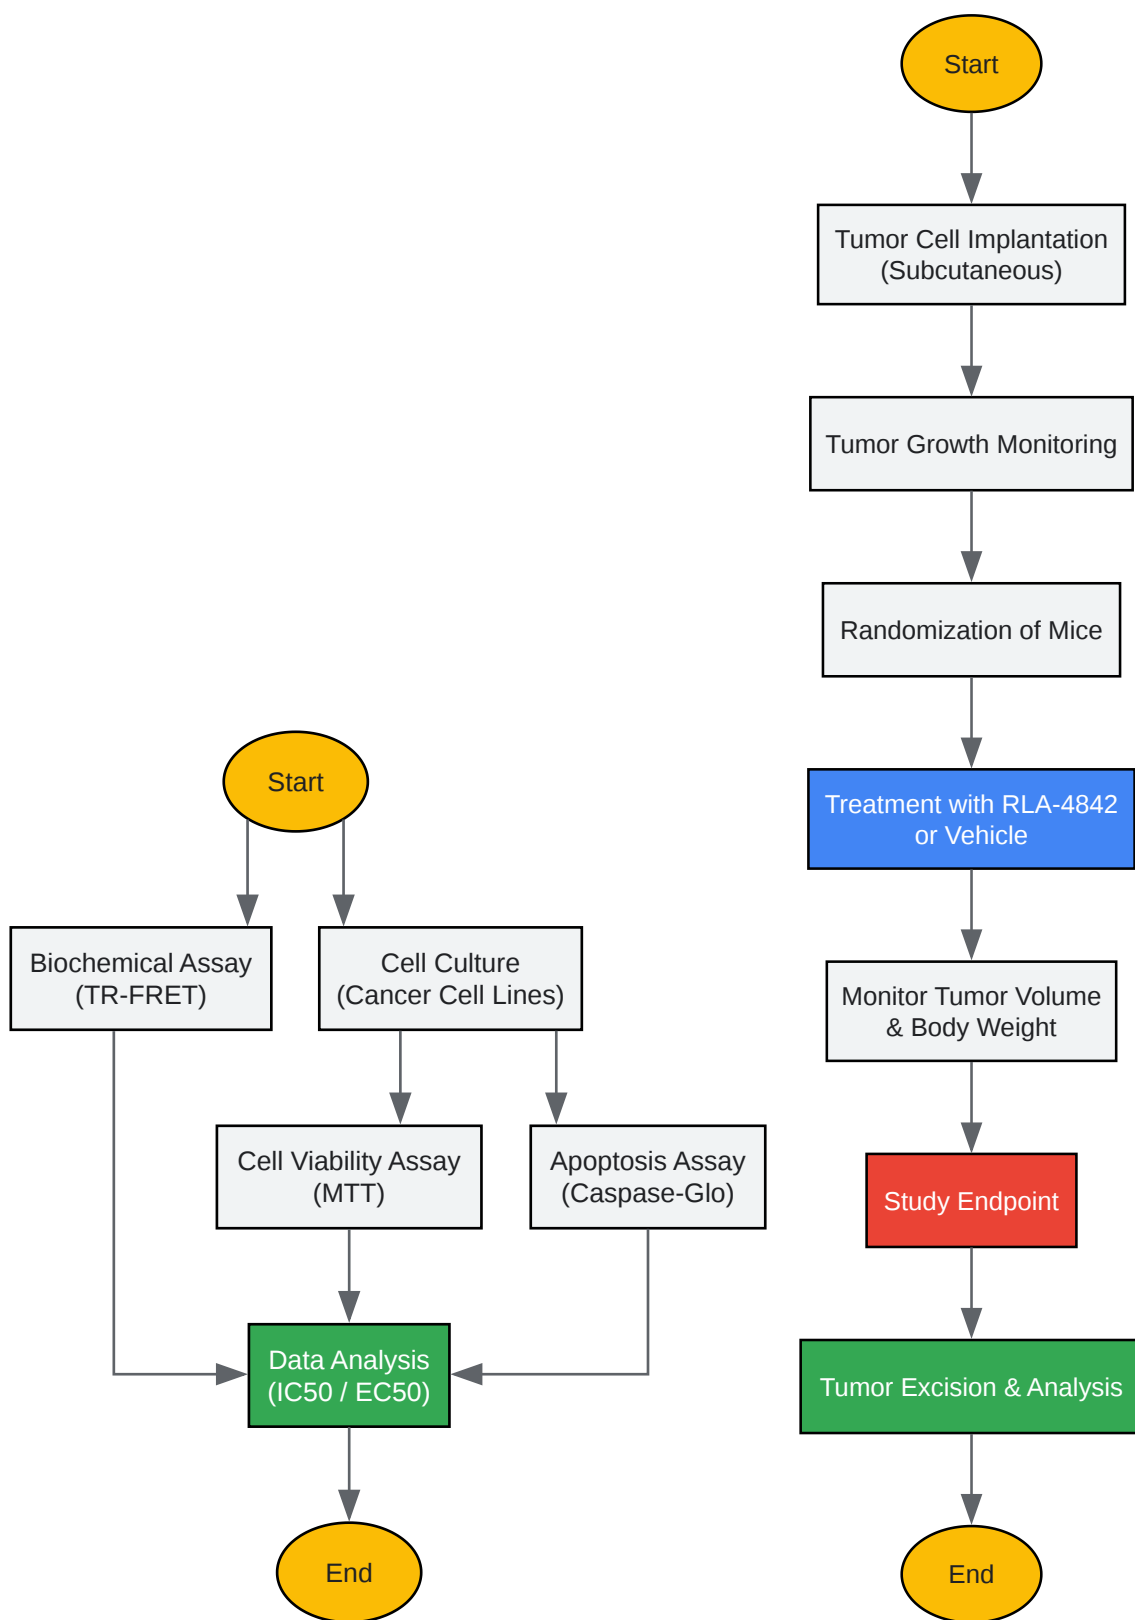 Start
Biochemical Assay
(TR-FRET)
Cell Culture
(Cancer Cell Lines)
Cell Viability Assay
(MTT)
Apoptosis Assay
(Caspase-Glo)
Data Analysis
(IC50 / EC50)
End
Start
Tumor Cell Implantation
(Subcutaneous)
Tumor Growth Monitoring
Randomization of Mice
Treatment with RLA-4842
or Vehicle
Monitor Tumor Volume
& Body Weight
Study Endpoint
Tumor Excision & Analysis
End